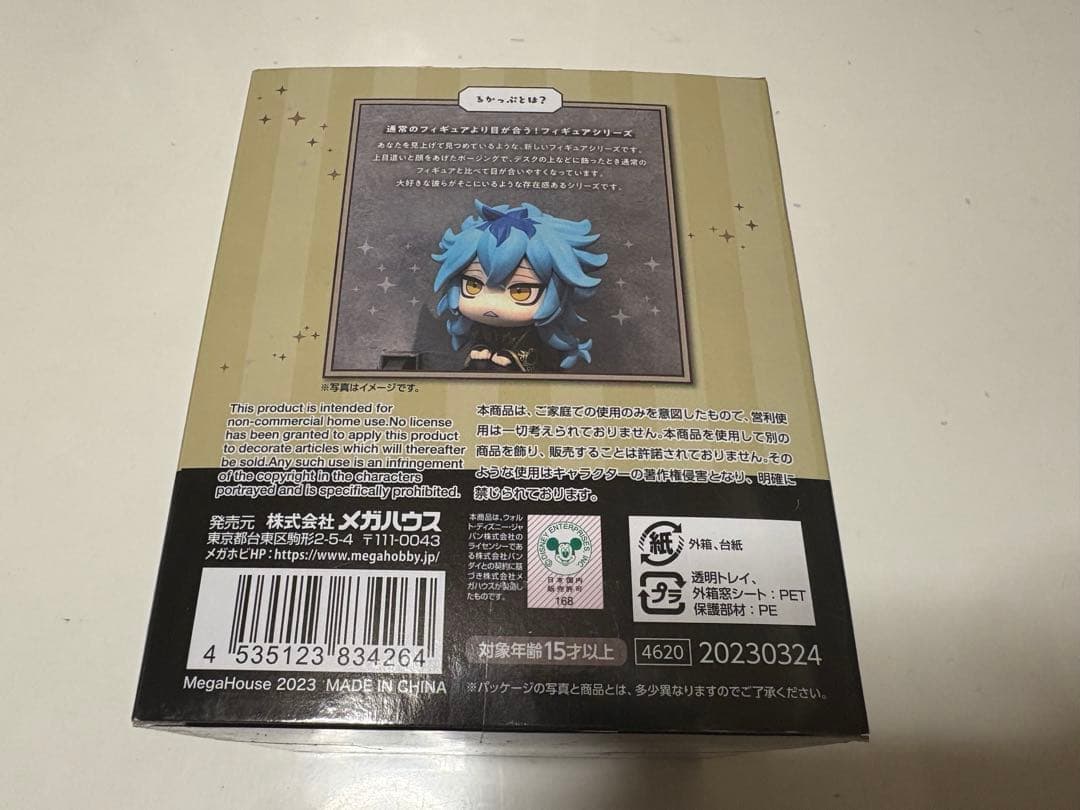 るかっぷとは?
通常のフィギュアより目が合う!フィギュアシリーズ
あなたを見上げて見つめているような、新しいフィギュアシリーズです。
上目遣いと顔をあげたポージングで、デスクの上などに飾ったとき通常の
フィギュアと比べて目が合いやすくなっています。
大好きな彼らがそこにいるような存在感あるシリーズです。
※写真はイメージです。
This product is intended for
non-commercial home use.No license
has been granted to apply this product
to decorate articles which will thereafter
be sold.Any such use is an infringement
of the copyright in the characters
portrayed and is specifically prohibited.
本商品は、ご家庭での使用のみを意図したもので、営利使
用は一切考えられておりません。本商品を使用して別の
商品を飾り、販売することは許諾されておりません。その
ような使用はキャラクターの著作権侵害となり、明確に
禁じられております。
発売元 株式会社 メガハウス
東京都台東区駒形2-5-4 〒111-0043
メガホビHP:https://www.megahobby.jp/
本商品は、ウォル
ト・ディズニー・ジャ
パン株式会社の
ライセンシーであ
る株式会社バン
ダイとの契約に基
づき株式会社メ
ガハウスが製造し
たものです。
©DISNEY ENTERPRISES, INC.
日本国内
販売許可
168
紙
外箱、台紙
プラ
透明トレイ、
外箱窓シート:PET
保護部材:PE
4 535123 834264
対象年齢15才以上
4620
20230324
MegaHouse 2023 MADE IN CHINA
※パッケージの写真と商品とは、多少異なりますのでご了承ください。